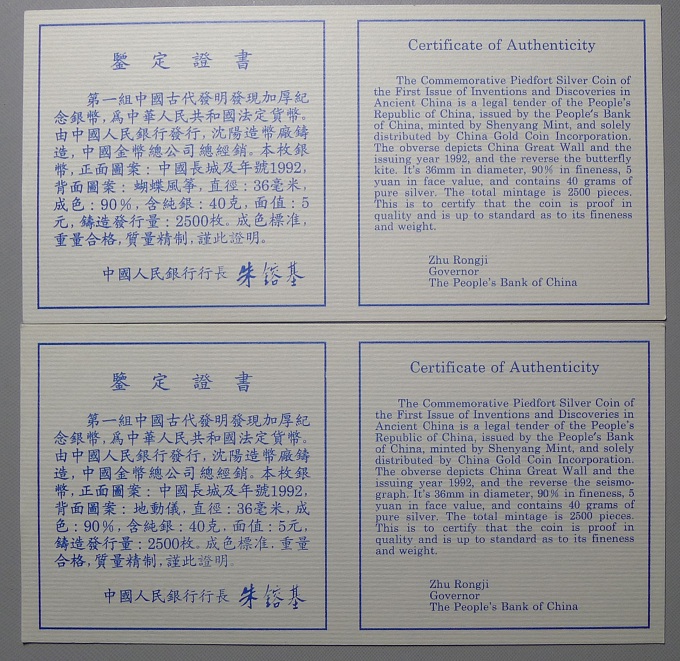 鑒定證書
第一組中國古代發明發現加厚紀
念銀幣，爲中華人民共和國法定貨幣。
由中國人民銀行發行，沈陽造幣廠鑄
造，中國金幣總公司總經銷。本枚銀
幣，正面圖案：中國長城及年號1992，
背面圖案：蝴蝶風箏，直徑：36毫米，
成色：90%，含純銀：40克，面值：5
元，鑄造發行量：2500枚。成色標准，
重量合格，質量精制，謹此證明。
中國人民銀行行長 朱鎔基
Certificate of Authenticity
The Commemorative Piedfort Silver Coin of
the First Issue of Inventions and Discoveries in
Ancient China is a legal tender of the People's
Republic of China, issued by the People's Bank
of China, minted by Shenyang Mint, and solely
distributed by China Gold Coin Incorporation.
The obverse depicts China Great Wall and the
issuing year 1992, and the reverse the butterfly
kite. It's 36mm in diameter, 90% in fineness, 5
yuan in face value, and contains 40 grams of
pure silver. The total mintage is 2500 pieces.
This is to certify that the coin is proof in
quality and is up to standard as to its fineness
and weight.
Zhu Rongji
Governor
The People's Bank of China
鑒定證書
第一組中國古代發明發現加厚紀
念銀幣，爲中華人民共和國法定貨幣。
由中國人民銀行發行，沈陽造幣廠鑄
造，中國金幣總公司總經銷。本枚銀
幣，正面圖案：中國長城及年號1992，
背面圖案：地動儀，直徑：36毫米，成
色：90%，含純銀：40克，面值：5元，
鑄造發行量：2500枚。成色標准，重量
合格，質量精制，謹此證明。
中國人民銀行行長 朱鎔基
Certificate of Authenticity
The Commemorative Piedfort Silver Coin of
the First Issue of Inventions and Discoveries in
Ancient China is a legal tender of the People's
Republic of China, issued by the People's Bank
of China, minted by Shenyang Mint, and solely
distributed by China Gold Coin Incorporation.
The obverse depicts China Great Wall and the
issuing year 1992, and the reverse the seismo-
graph. It's 36mm in diameter, 90% in fineness, 5
yuan in face value, and contains 40 grams of
pure silver. The total mintage is 2500 pieces.
This is to certify that the coin is proof in
quality and is up to standard as to its fineness
and weight.
Zhu Rongji
Governor
The People's Bank of China